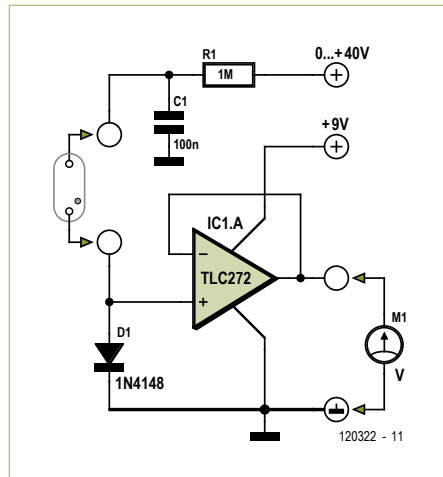 R1
1M
0...+40V
C1
100n
+9V
IC1.A
TLC272
−
+
M1
V
D1
1N4148
120322 - 11